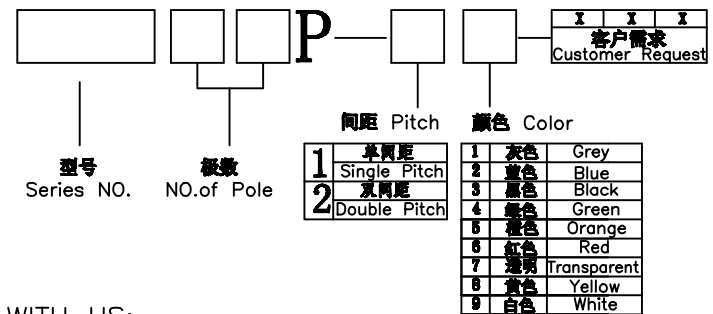 P
X X X
客户需求
Customer Request
间距 Pitch
颜色 Color
型号
Series NO.
极数
NO.of Pole
1 单间距
Single Pitch
2 双间距
Double Pitch
1 灰色 Grey
2 蓝色 Blue
3 黑色 Black
4 绿色 Green
5 橙色 Orange
6 红色 Red
7 透明 Transparent
8 黄色 Yellow
9 白色 White
WITH US: